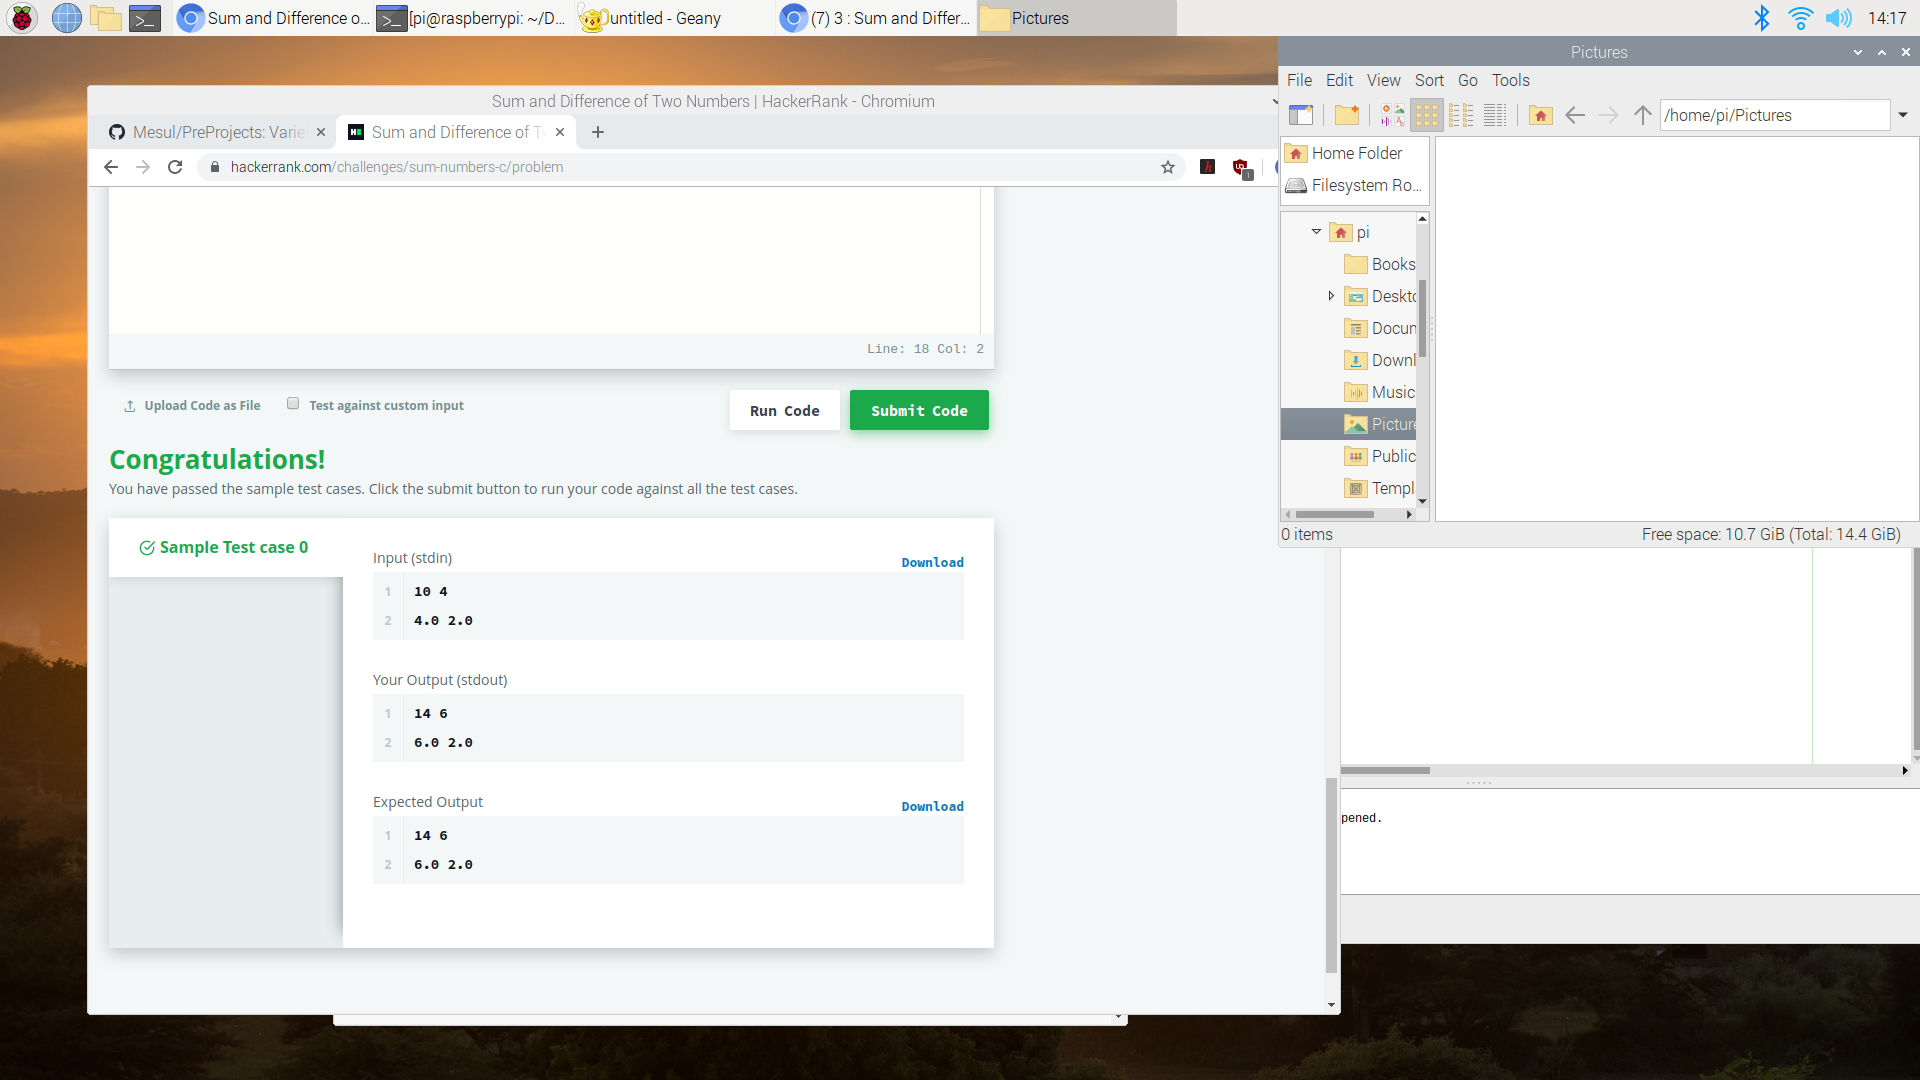 Sum and Difference o...
[pi@raspberrypi: ~/D...
untitled - Geany
(7) 3 : Sum and Differ...
Pictures
14:17
Pictures
File Edit View Sort Go Tools
/home/pi/Pictures
Home Folder
Filesystem Ro...
pi
Books
Deskto
Docun
Downl
Music
Picture
Public
Templ
0 items
Free space: 10.7 GiB (Total: 14.4 GiB)
Sum and Difference of Two Numbers | HackerRank - Chromium
Mesul/PreProjects: Varie
Sum and Difference of Tw
hackerrank.com/challenges/sum-numbers-c/problem
1
Line: 18 Col: 2
Upload Code as File
Test against custom input
Run Code
Submit Code
Congratulations!
You have passed the sample test cases. Click the submit button to run your code against all the test cases.
Sample Test case 0
Input (stdin)
Download
1 10 4
2 4.0 2.0
Your Output (stdout)
1 14 6
2 6.0 2.0
Expected Output
Download
1 14 6
2 6.0 2.0
pened.